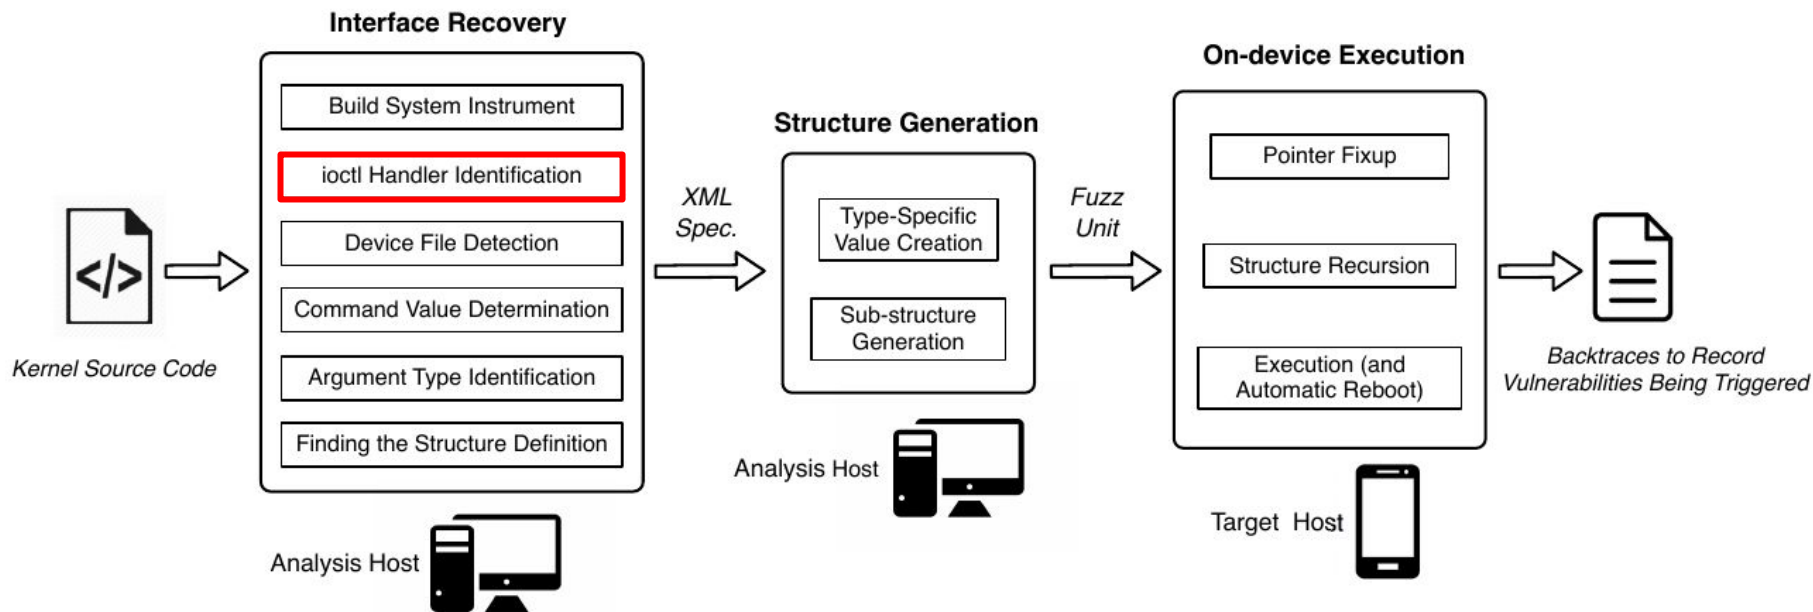 Interface Recovery
Build System Instrument
ioctl Handler Identification
Device File Detection
Command Value Determination
Argument Type Identification
Finding the Structure Definition
</>
Kernel Source Code
Analysis Host
XML
Spec.
Structure Generation
Type-Specific
Value Creation
Sub-structure
Generation
Analysis Host
Fuzz
Unit
On-device Execution
Pointer Fixup
Structure Recursion
Execution (and
Automatic Reboot)
Target Host
Backtraces to Record
Vulnerabilities Being Triggered